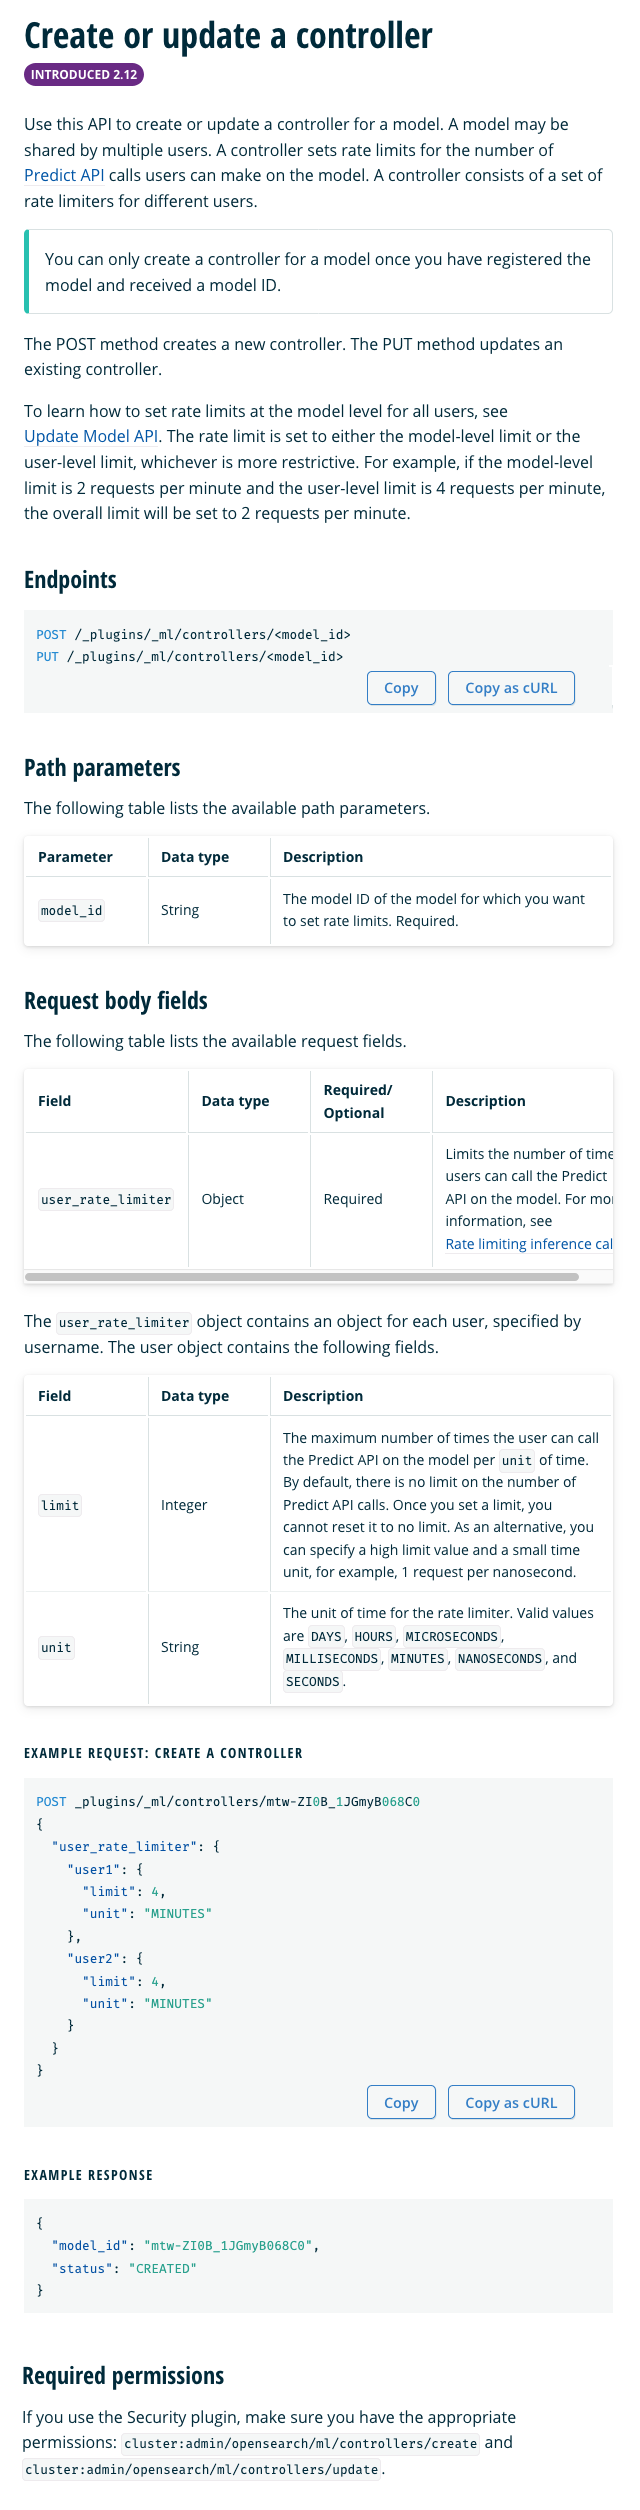 Create or update a controller
INTRODUCED 2.12
Use this API to create or update a controller for a model. A model may be
shared by multiple users. A controller sets rate limits for the number of
Predict API calls users can make on the model. A controller consists of a set of
rate limiters for different users.
You can only create a controller for a model once you have registered the
model and received a model ID.
The POST method creates a new controller. The PUT method updates an
existing controller.
To learn how to set rate limits at the model level for all users, see
Update Model API. The rate limit is set to either the model-level limit or the
user-level limit, whichever is more restrictive. For example, if the model-level
limit is 2 requests per minute and the user-level limit is 4 requests per minute,
the overall limit will be set to 2 requests per minute.
Endpoints
POST /_plugins/_ml/controllers/<model_id>
PUT /_plugins/_ml/controllers/<model_id>
Copy Copy as cURL
Path parameters
The following table lists the available path parameters.
Parameter Data type Description
model_id String The model ID of the model for which you want
to set rate limits. Required.
Request body fields
The following table lists the available request fields.
Field Data type Required/
Optional Description
user_rate_limiter Object Required Limits the number of time
users can call the Predict
API on the model. For mor
information, see
Rate limiting inference cal
The user_rate_limiter object contains an object for each user, specified by
username. The user object contains the following fields.
Field Data type Description
limit Integer The maximum number of times the user can call
the Predict API on the model per unit of time.
By default, there is no limit on the number of
Predict API calls. Once you set a limit, you
cannot reset it to no limit. As an alternative, you
can specify a high limit value and a small time
unit, for example, 1 request per nanosecond.
unit String The unit of time for the rate limiter. Valid values
are DAYS, HOURS, MICROSECONDS,
MILLISECONDS, MINUTES, NANOSECONDS, and
SECONDS.
EXAMPLE REQUEST: CREATE A CONTROLLER
POST _plugins/_ml/controllers/mtw-ZI0B_1JGmyB068C0
{
"user_rate_limiter": {
"user1": {
"limit": 4,
"unit": "MINUTES"
},
"user2": {
"limit": 4,
"unit": "MINUTES"
}
}
}
Copy Copy as cURL
EXAMPLE RESPONSE
{
"model_id": "mtw-ZI0B_1JGmyB068C0",
"status": "CREATED"
}
Required permissions
If you use the Security plugin, make sure you have the appropriate
permissions: cluster:admin/opensearch/ml/controllers/create and
cluster:admin/opensearch/ml/controllers/update.